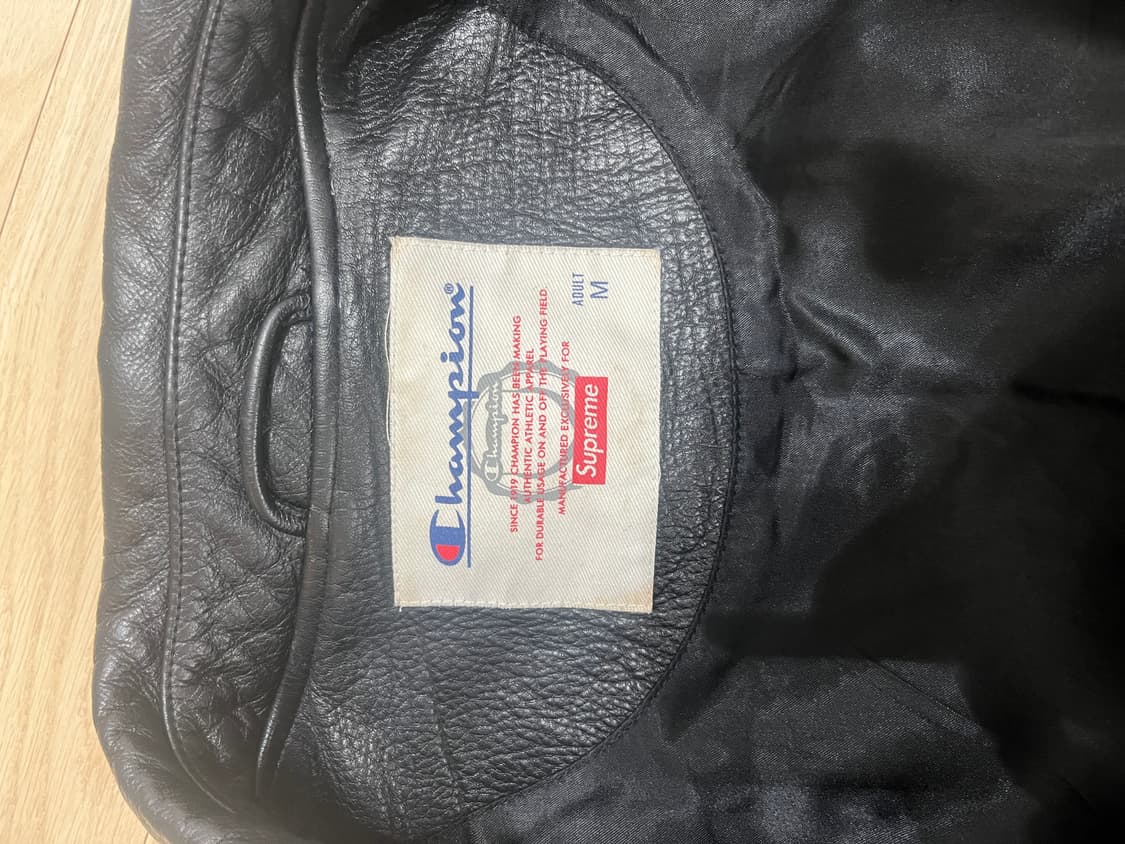 Champion®
Champion
SINCE 1919 CHAMPION HAS BEEN MAKING
AUTHENTIC ATHLETIC APPAREL
FOR DURABLE USAGE ON AND OFF THE PLAYING FIELD
MANUFACTURED EXCLUSIVELY FOR
Supreme
ADULT
M